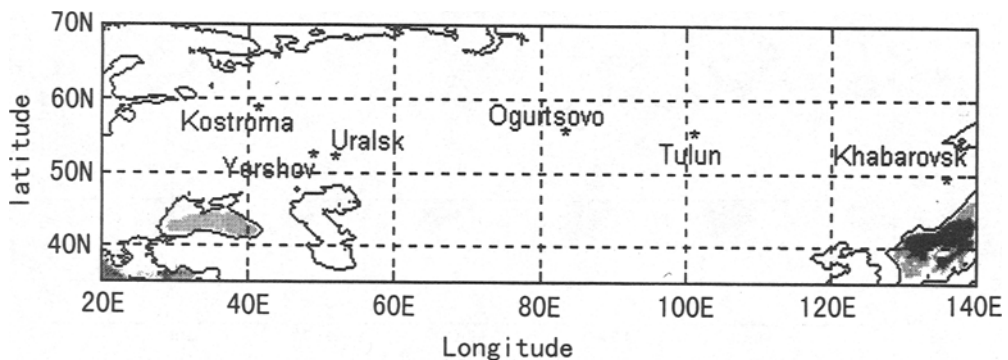 70N
60N
50N
40N
latitude
Kostroma
Ogurtsovo
Uralsk
Yershov
Tulun
Khabarovsk
20E 40E 60E 80E 100E 120E 140E
Longitude